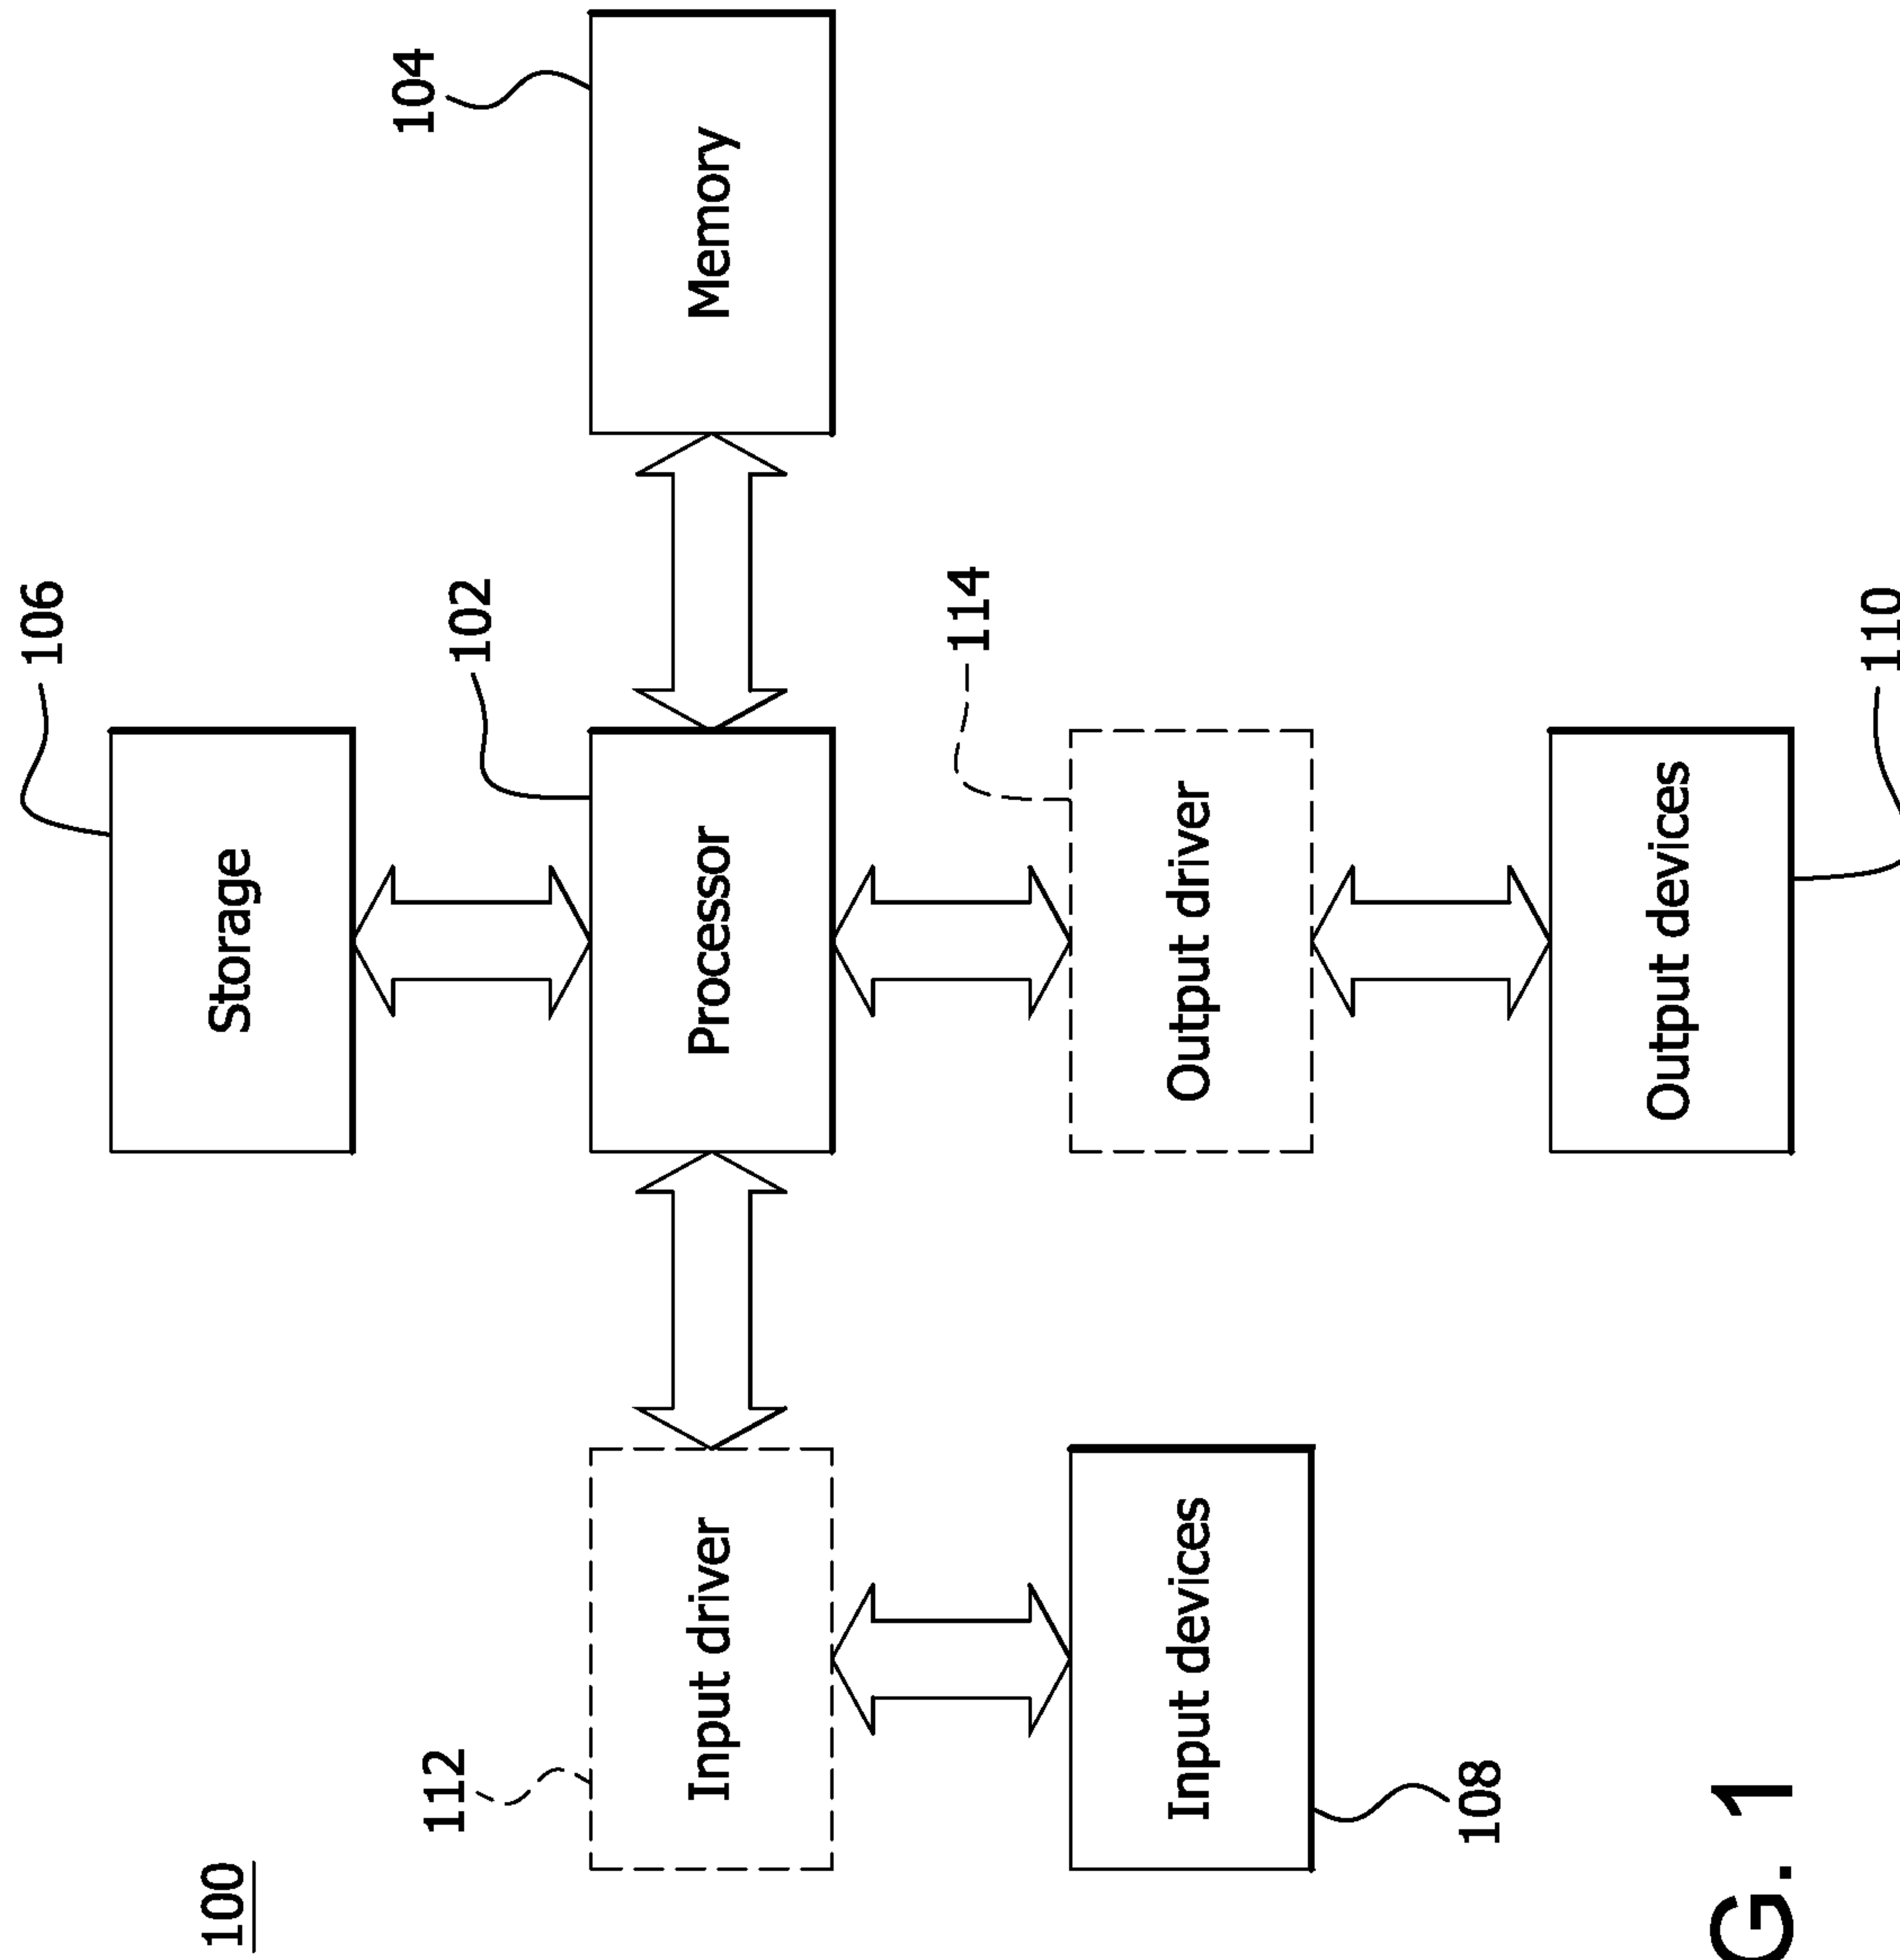 106
100
Storage
104
112
102
Input driver
Processor
Memory
114
Input devices
Output driver
108
Output devices
G. 1
110